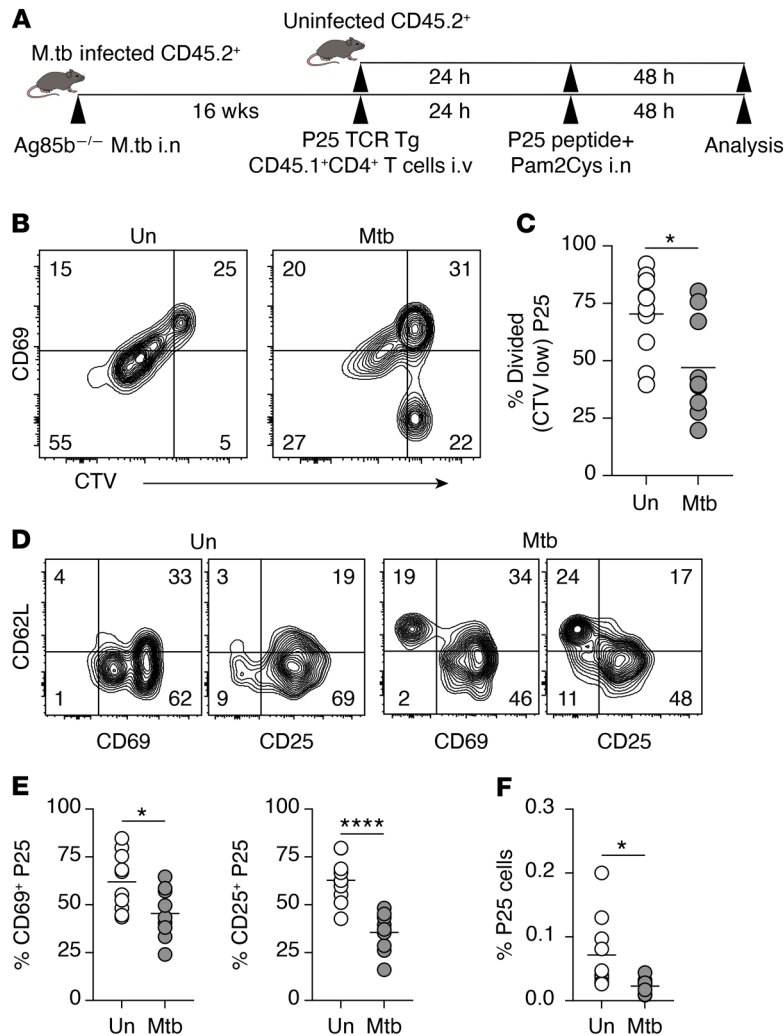 A
Uninfected CD45.2⁺
M.tb infected CD45.2⁺
24 h
48 h
16 wks
24 h
48 h
Ag85b⁻/⁻ M.tb i.n
P25 TCR Tg
CD45.1⁺CD4⁺ T cells i.v
P25 peptide+
Pam2Cys i.n
Analysis
B
Un
Mtb
15
25
20
31
CD69
55
5
27
22
CTV
C
*
100
75
50
25
0
% Divided
(CTV low) P25
Un
Mtb
D
Un
Mtb
4
33
3
19
19
34
24
17
CD62L
1
62
9
69
2
46
11
48
CD69
CD25
CD69
CD25
E
100
75
50
25
0
% CD69⁺ P25
*
Un
Mtb
100
75
50
25
0
% CD25⁺ P25
****
Un
Mtb
F
0.3
0.2
0.1
0.0
% P25 cells
*
Un
Mtb